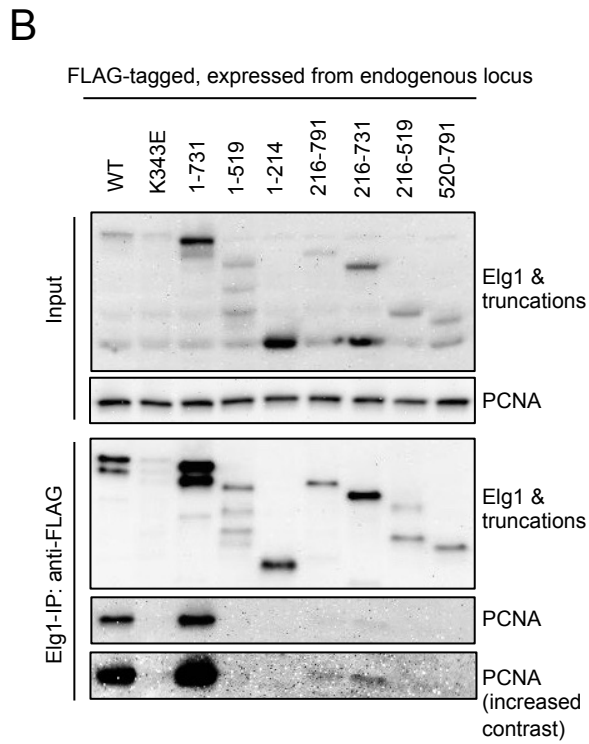 B
FLAG-tagged, expressed from endogenous locus
WT
K343E
1-731
1-519
1-214
216-791
216-731
216-519
520-791
Input
Elg1 &
truncations
PCNA
Elg1-IP: anti-FLAG
Elg1 &
truncations
PCNA
PCNA
(increased
contrast)